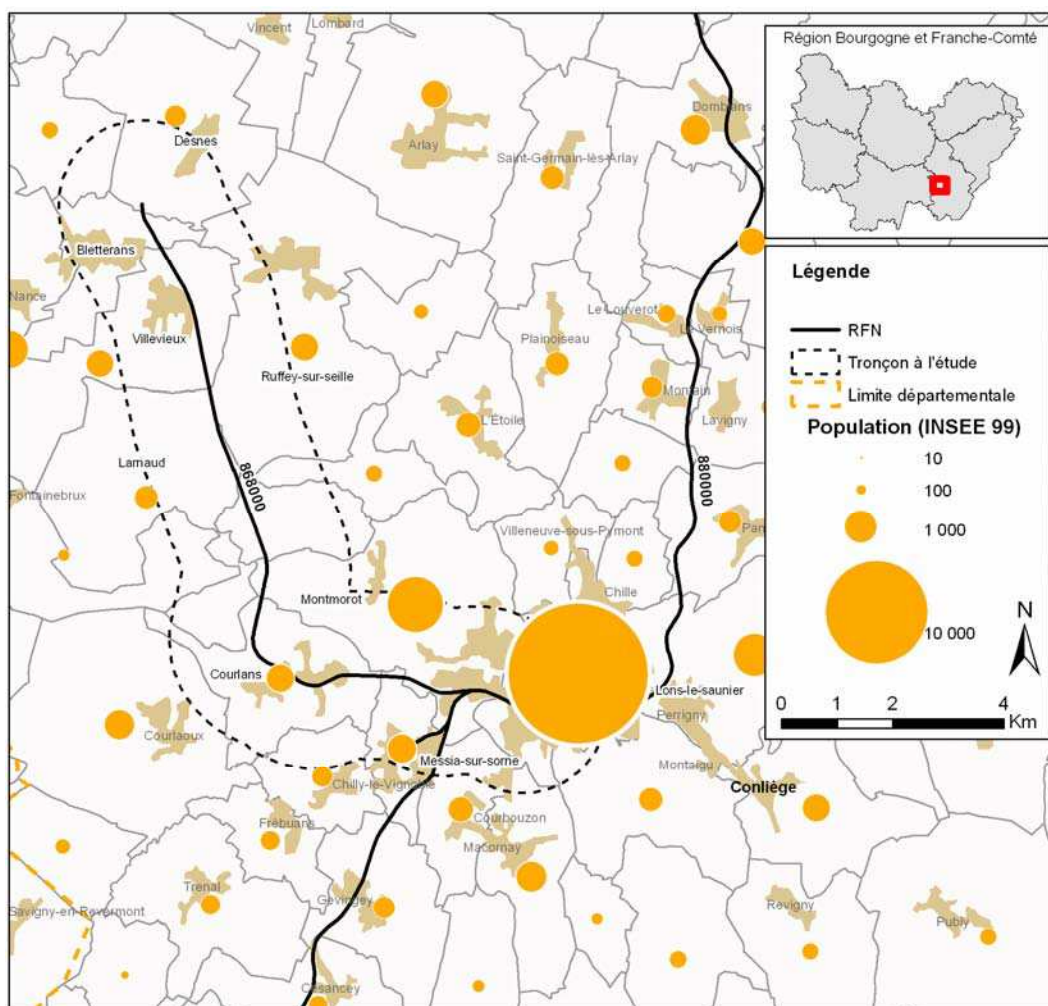 Vincent
Lombard
Desnes
Arlay
Domblans
Saint-Germain-lès-Arlay
Bletterans
Nance
Villevieux
Ruffey-sur-seille
Plainoiseau
Le Louverot
Le Vernois
Montain
Lavigny
L'Étoile
Larnaud
Fontainebrux
868000
880000
Villeneuve-sous-Pymont
Pan
Chille
Montmorot
Courlans
Lons-le-saunier
Perrigny
Courlaoux
Messia-sur-sorne
Chilly-le-Vignoble
Montaigu
Conliège
Courbouzon
Frébuans
Macornay
Trenal
Gevingey
Savigny-en-Revermont
Revigny
Publy
Cesancey
Région Bourgogne et Franche-Comté
Légende
RFN
Tronçon à l'étude
Limite départementale
Population (INSEE 99)
10
100
1 000
10 000
N
0 1 2 4
Km